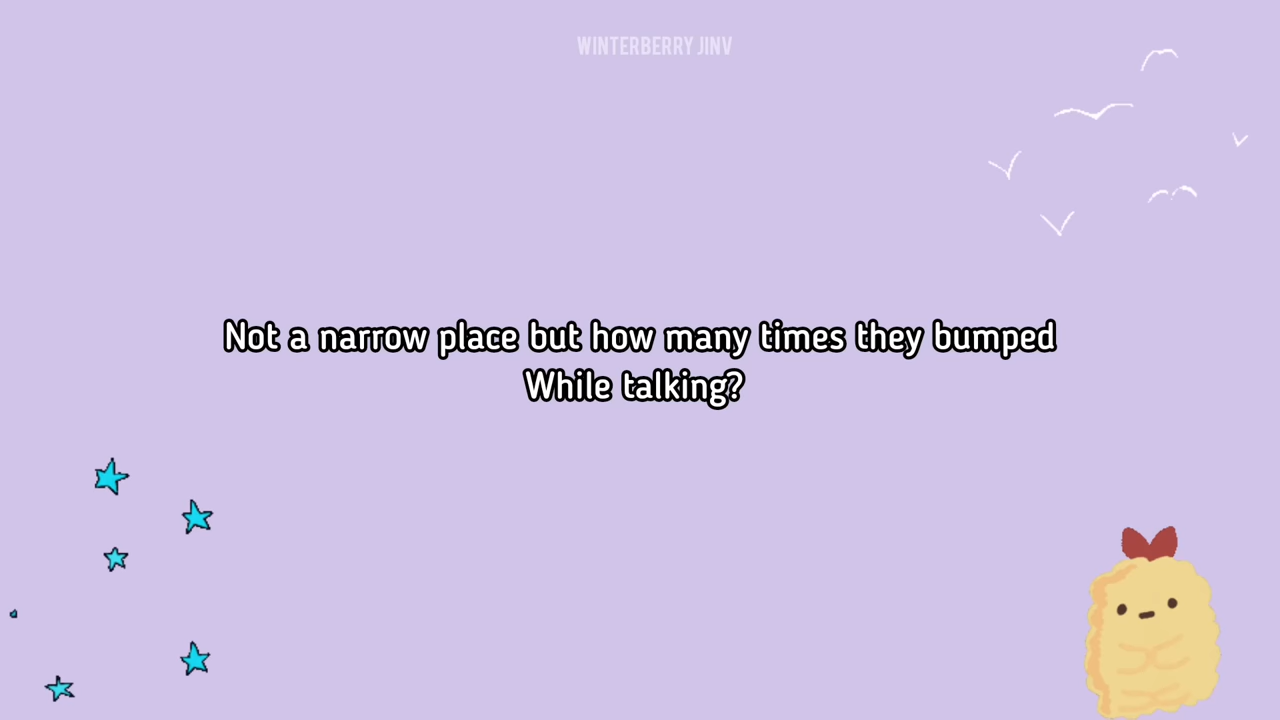 WINTERBERRY JINV
Not a narrow place but how many times they bumped
While talking?